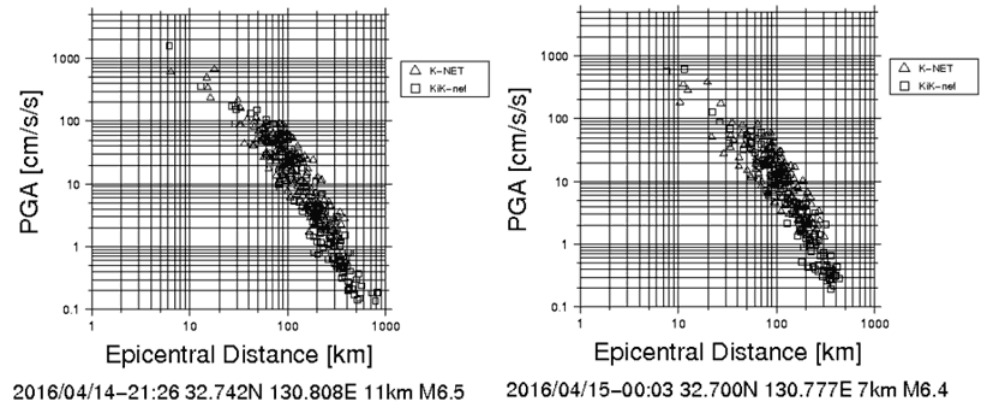 PGA [cm/s/s]
1000
100
10
1
0.1
1
10
100
1000
Epicentral Distance [km]
K-NET
KiK-net
2016/04/14-21:26 32.742N 130.808E 11km M6.5
PGA [cm/s/s]
1000
100
10
1
0.1
1
10
100
1000
Epicentral Distance [km]
K-NET
KiK-net
2016/04/15-00:03 32.700N 130.777E 7km M6.4